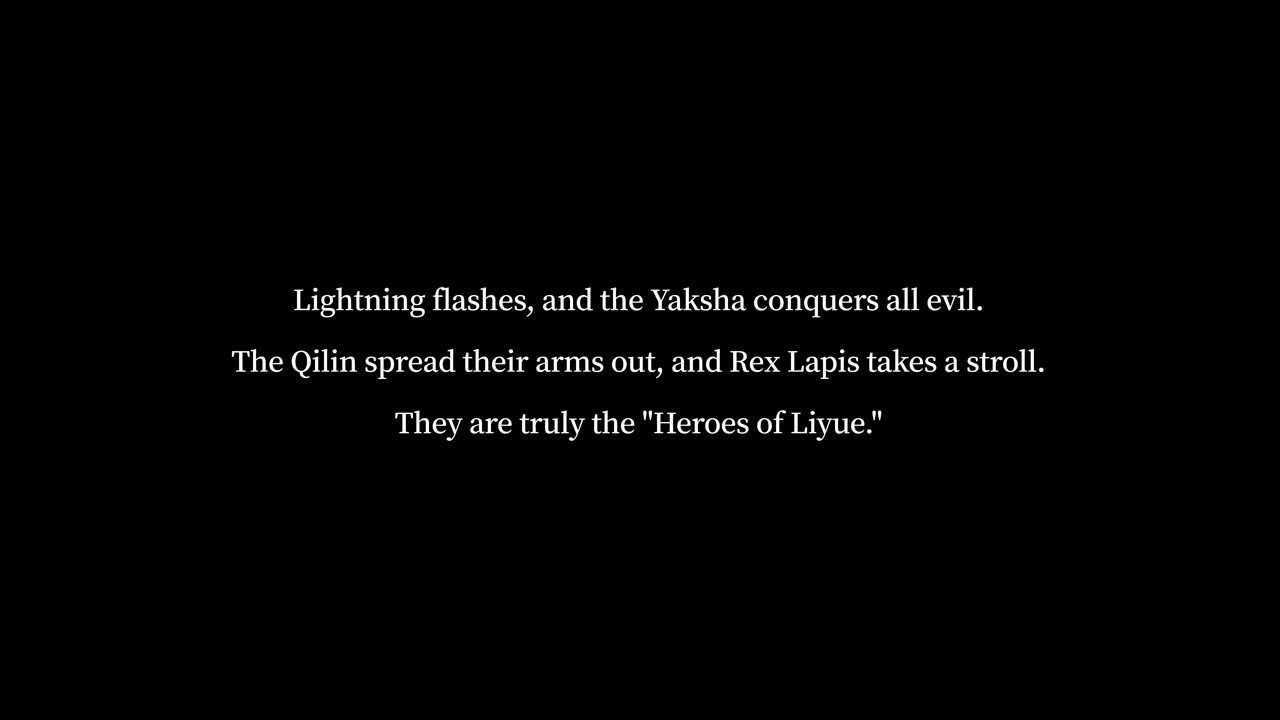 Lightning flashes, and the Yaksha conquers all evil.
The Qilin spread their arms out, and Rex Lapis takes a stroll.
They are truly the "Heroes of Liyue."